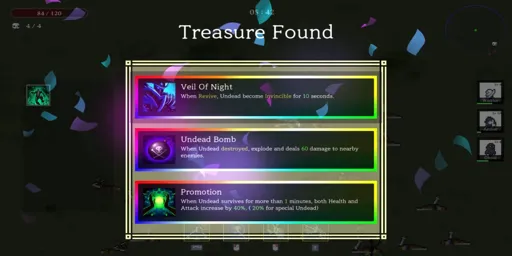 84 / 120
05 : 42
4 / 4
Treasure Found
Veil Of Night
When Revive, Undead become invincible for 10 seconds.
Undead Bomb
When Undead destroyed, explode and deals 60 damage to nearby
enemies.
Promotion
When Undead survives for more than 1 minutes, both Health and
Attack increase by 40%, ( 20% for special Undead)